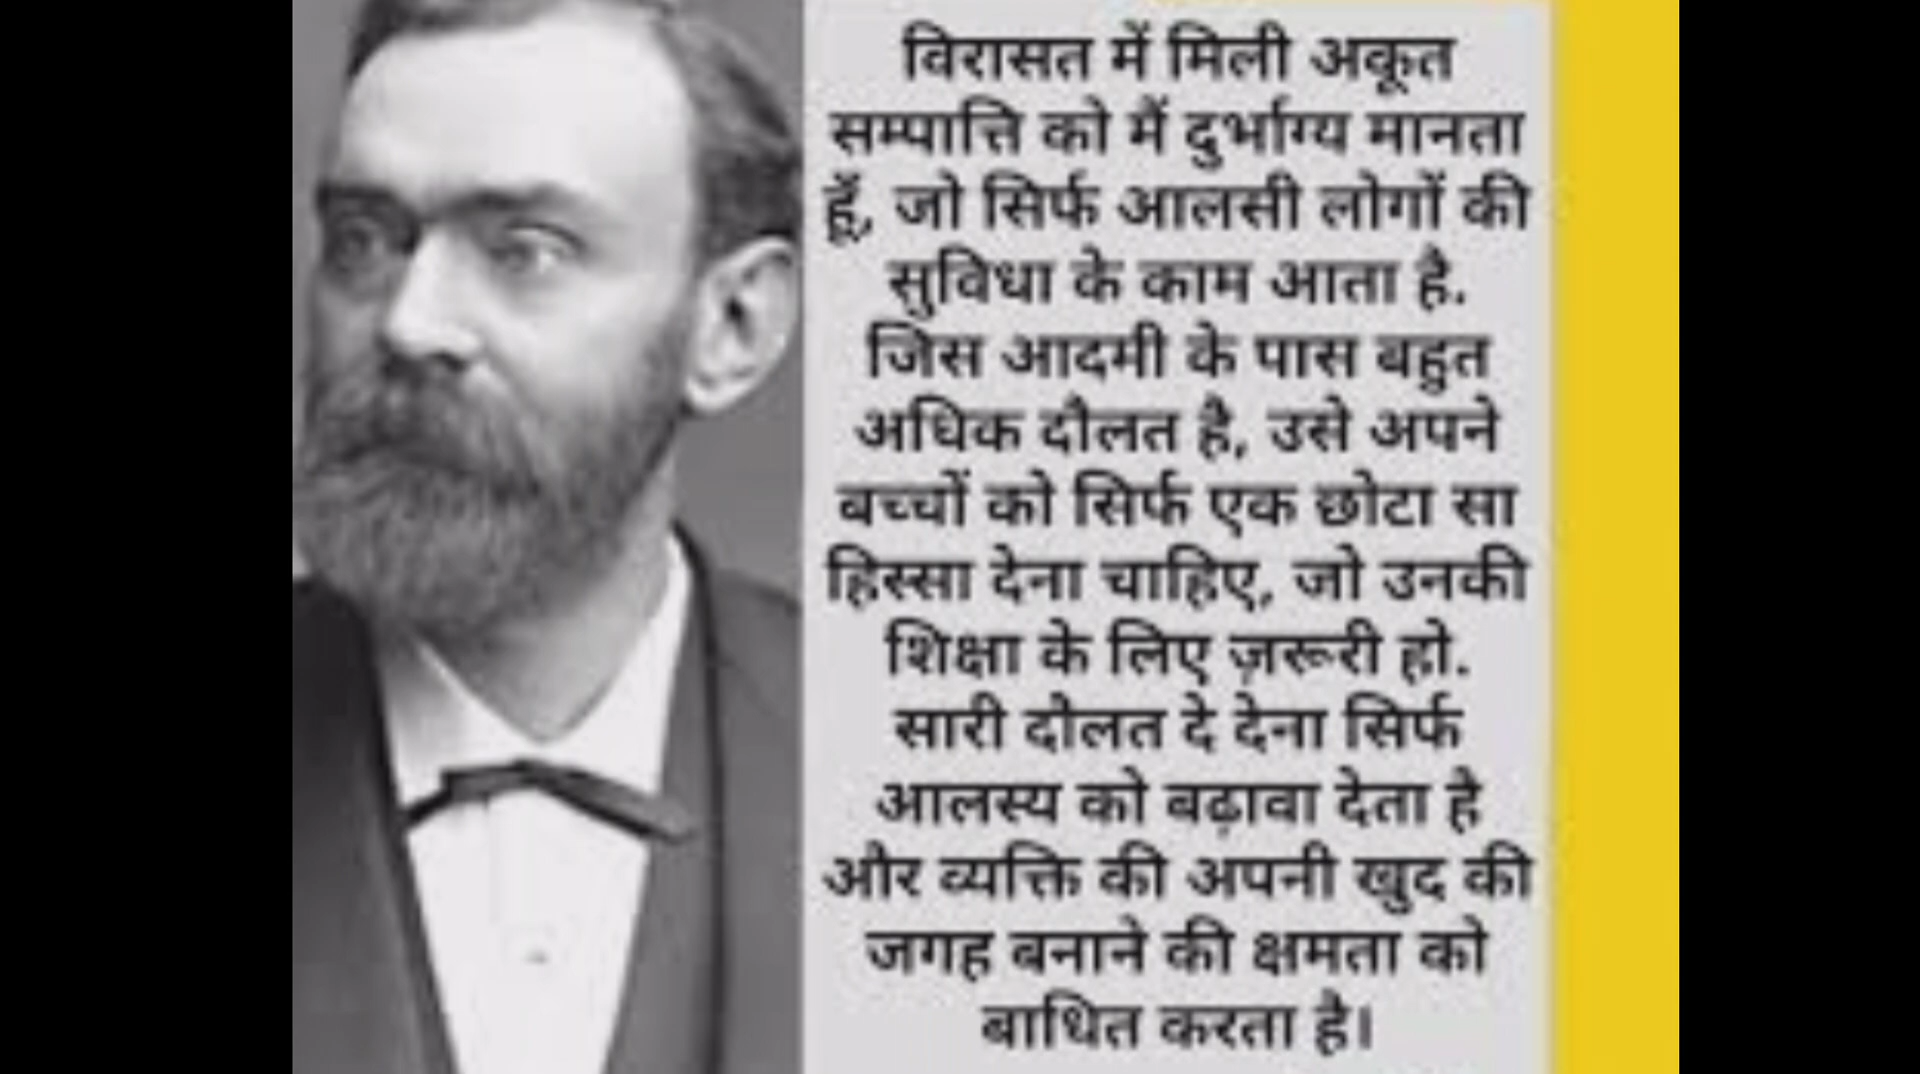 विरासत में मिली अकूत
सम्पात्ति को मैं दुर्भाग्य मानता
हूँ, जो सिर्फ आलसी लोगों की
सुविधा के काम आता है.
जिस आदमी के पास बहुत
अधिक दौलत है, उसे अपने
बच्चों को सिर्फ एक छोटा सा
हिस्सा देना चाहिए, जो उनकी
शिक्षा के लिए ज़रूरी हो.
सारी दौलत दे देना सिर्फ
आलस्य को बढ़ावा देता है
और व्यक्ति की अपनी खुद की
जगह बनाने की क्षमता को
बाधित करता है।